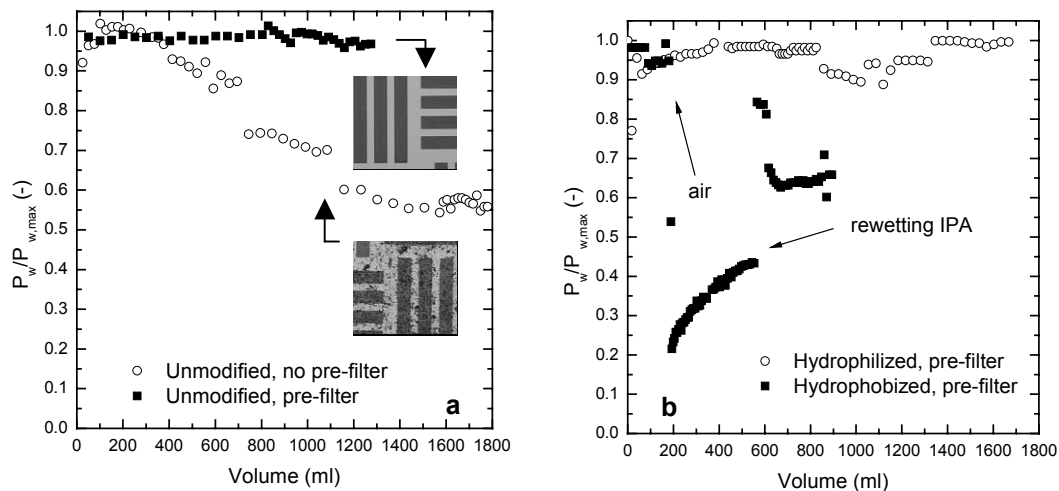 1.0
0.9
0.8
0.7
0.6
0.5
0.4
0.3
0.2
0.1
0.0
P_w/P_w,max (-)
Unmodified, no pre-filter
Unmodified, pre-filter
a
0 200 400 600 800 1000 1200 1400 1600 1800
Volume (ml)
1.0
0.9
0.8
0.7
0.6
0.5
0.4
0.3
0.2
0.1
0.0
P_w/P_w,max (-)
air
rewetting IPA
Hydrophilized, pre-filter
Hydrophobized, pre-filter
b
0 200 400 600 800 1000 1200 1400 1600 1800
Volume (ml)